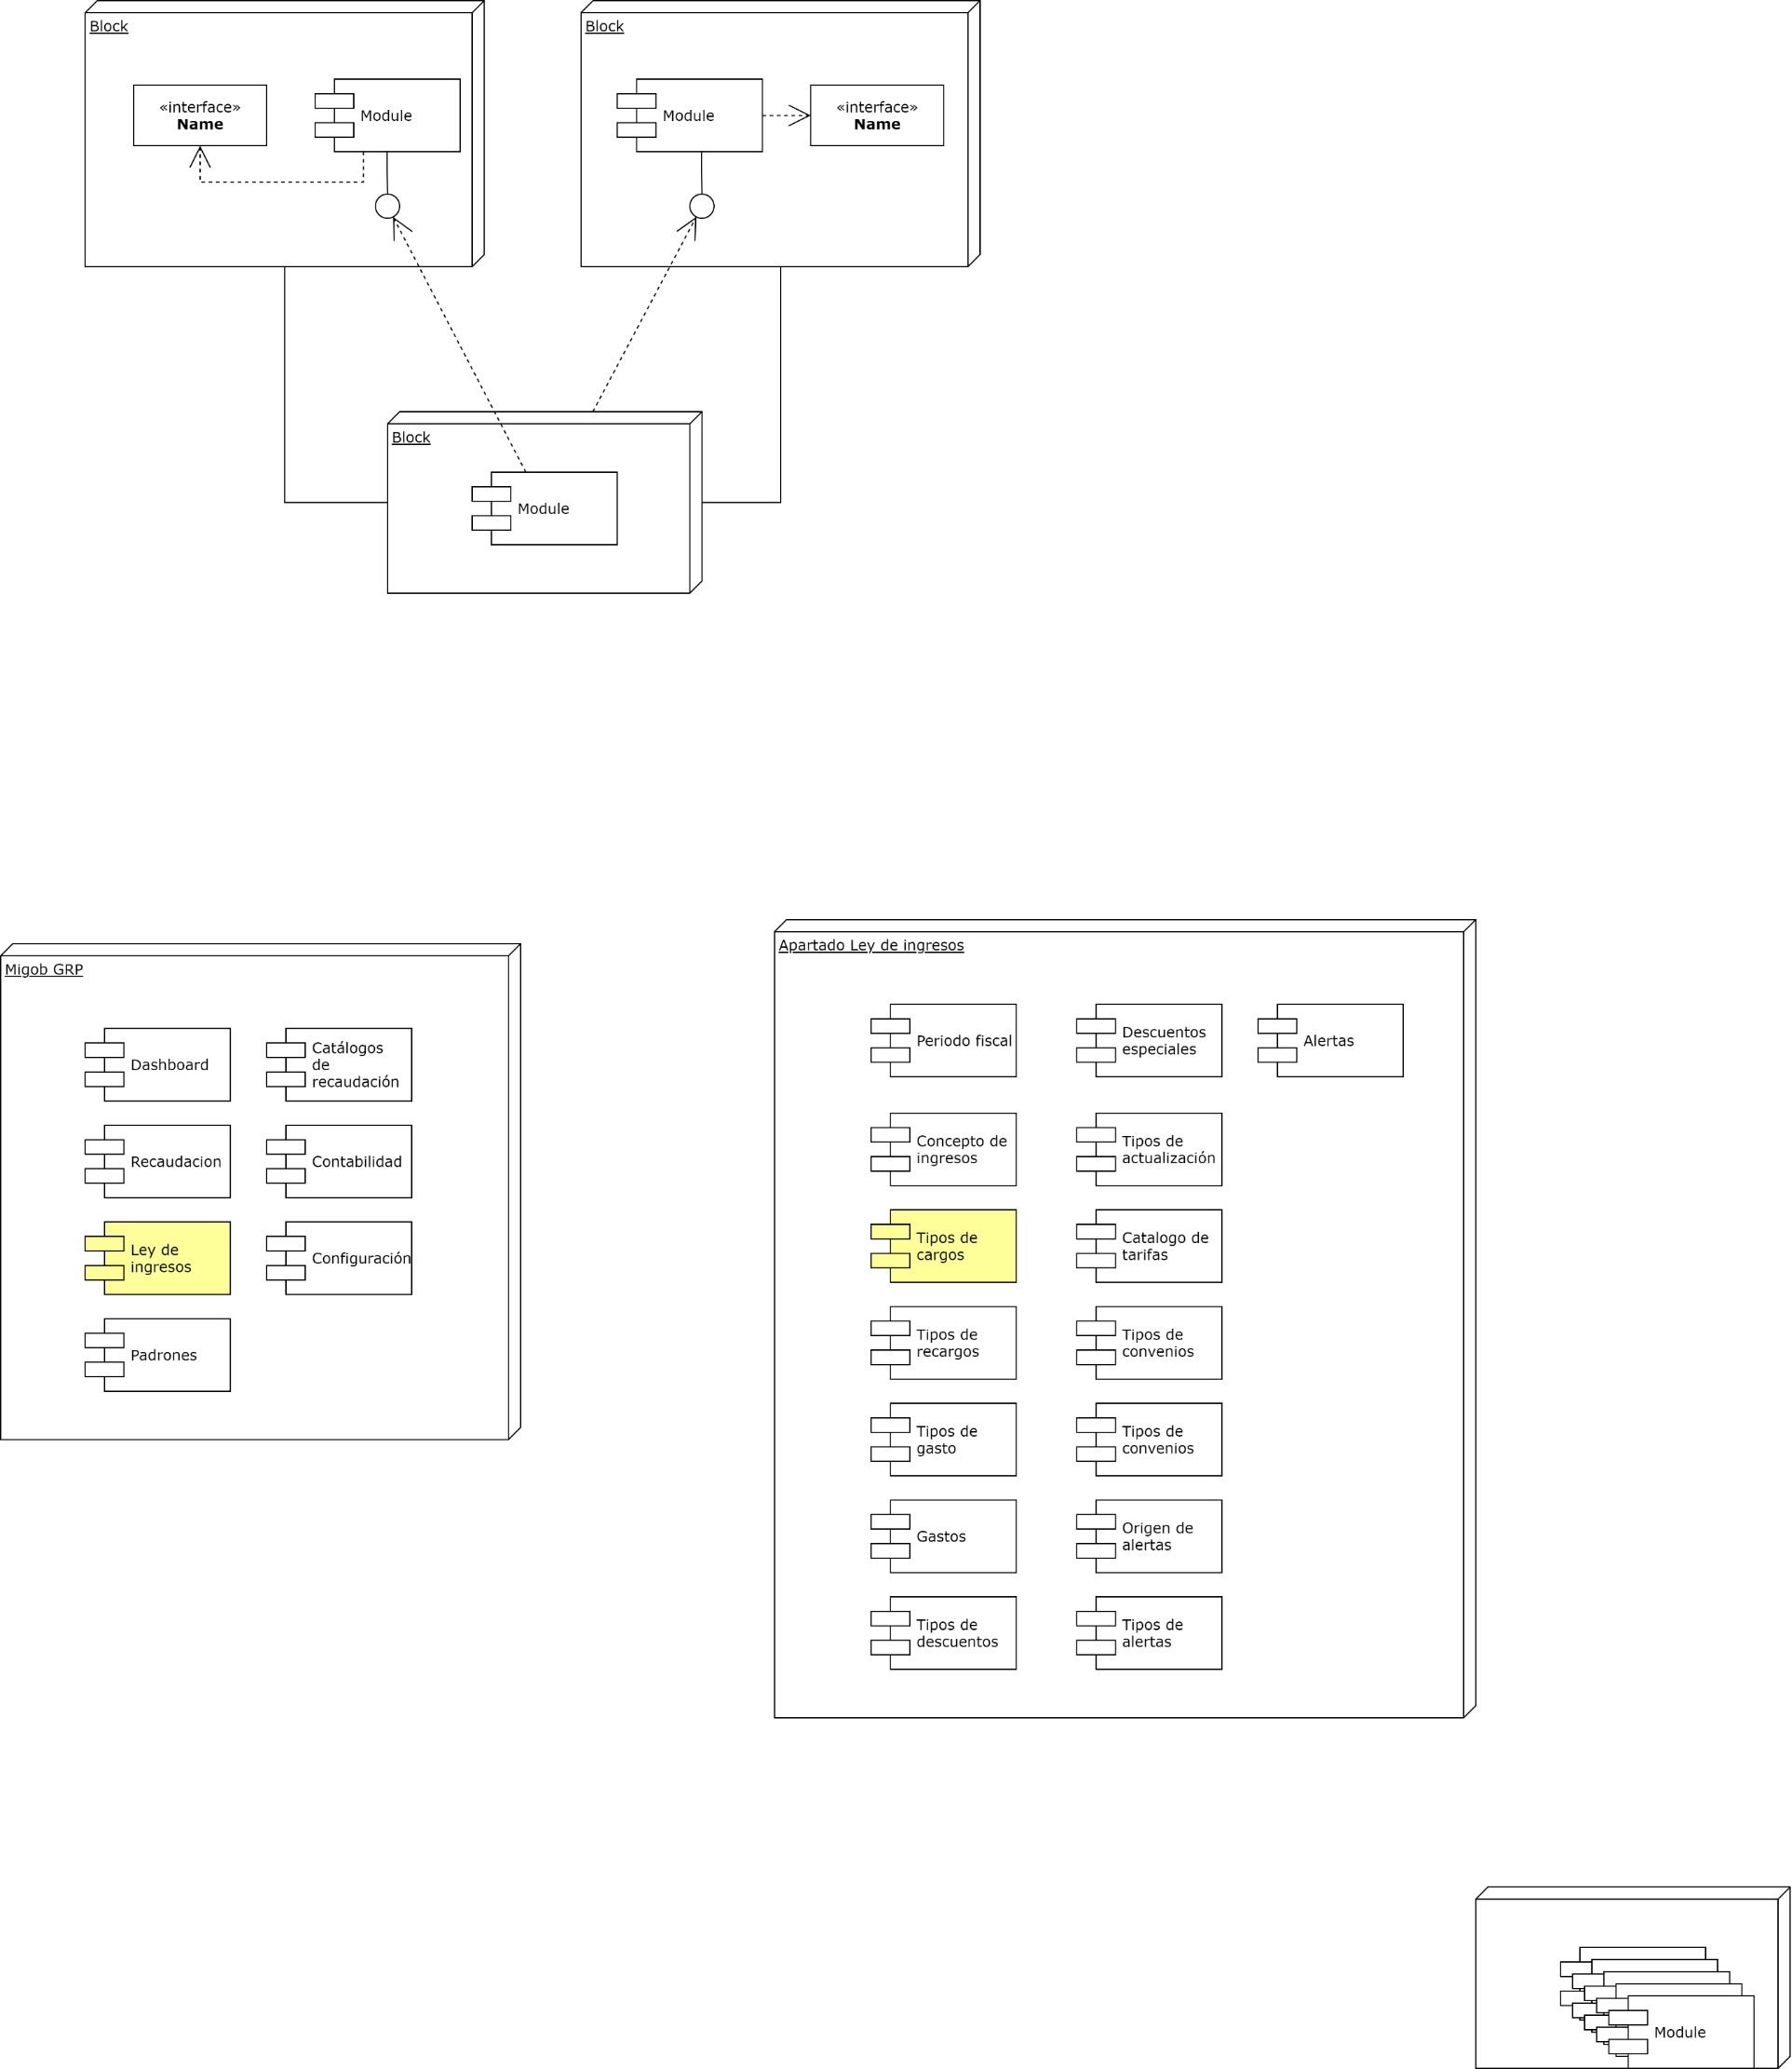 Block
«interface»
Name
Module
Block
Module
«interface»
Name
Block
Module
Migob GRP
Dashboard
Catálogos
de
recaudación
Recaudacion
Contabilidad
Ley de
ingresos
Configuración
Padrones
Apartado Ley de ingresos
Periodo fiscal
Descuentos
especiales
Alertas
Concepto de
ingresos
Tipos de
actualización
Tipos de
cargos
Catalogo de
tarifas
Tipos de
recargos
Tipos de
convenios
Tipos de
gasto
Tipos de
convenios
Gastos
Origen de
alertas
Tipos de
descuentos
Tipos de
alertas
Module